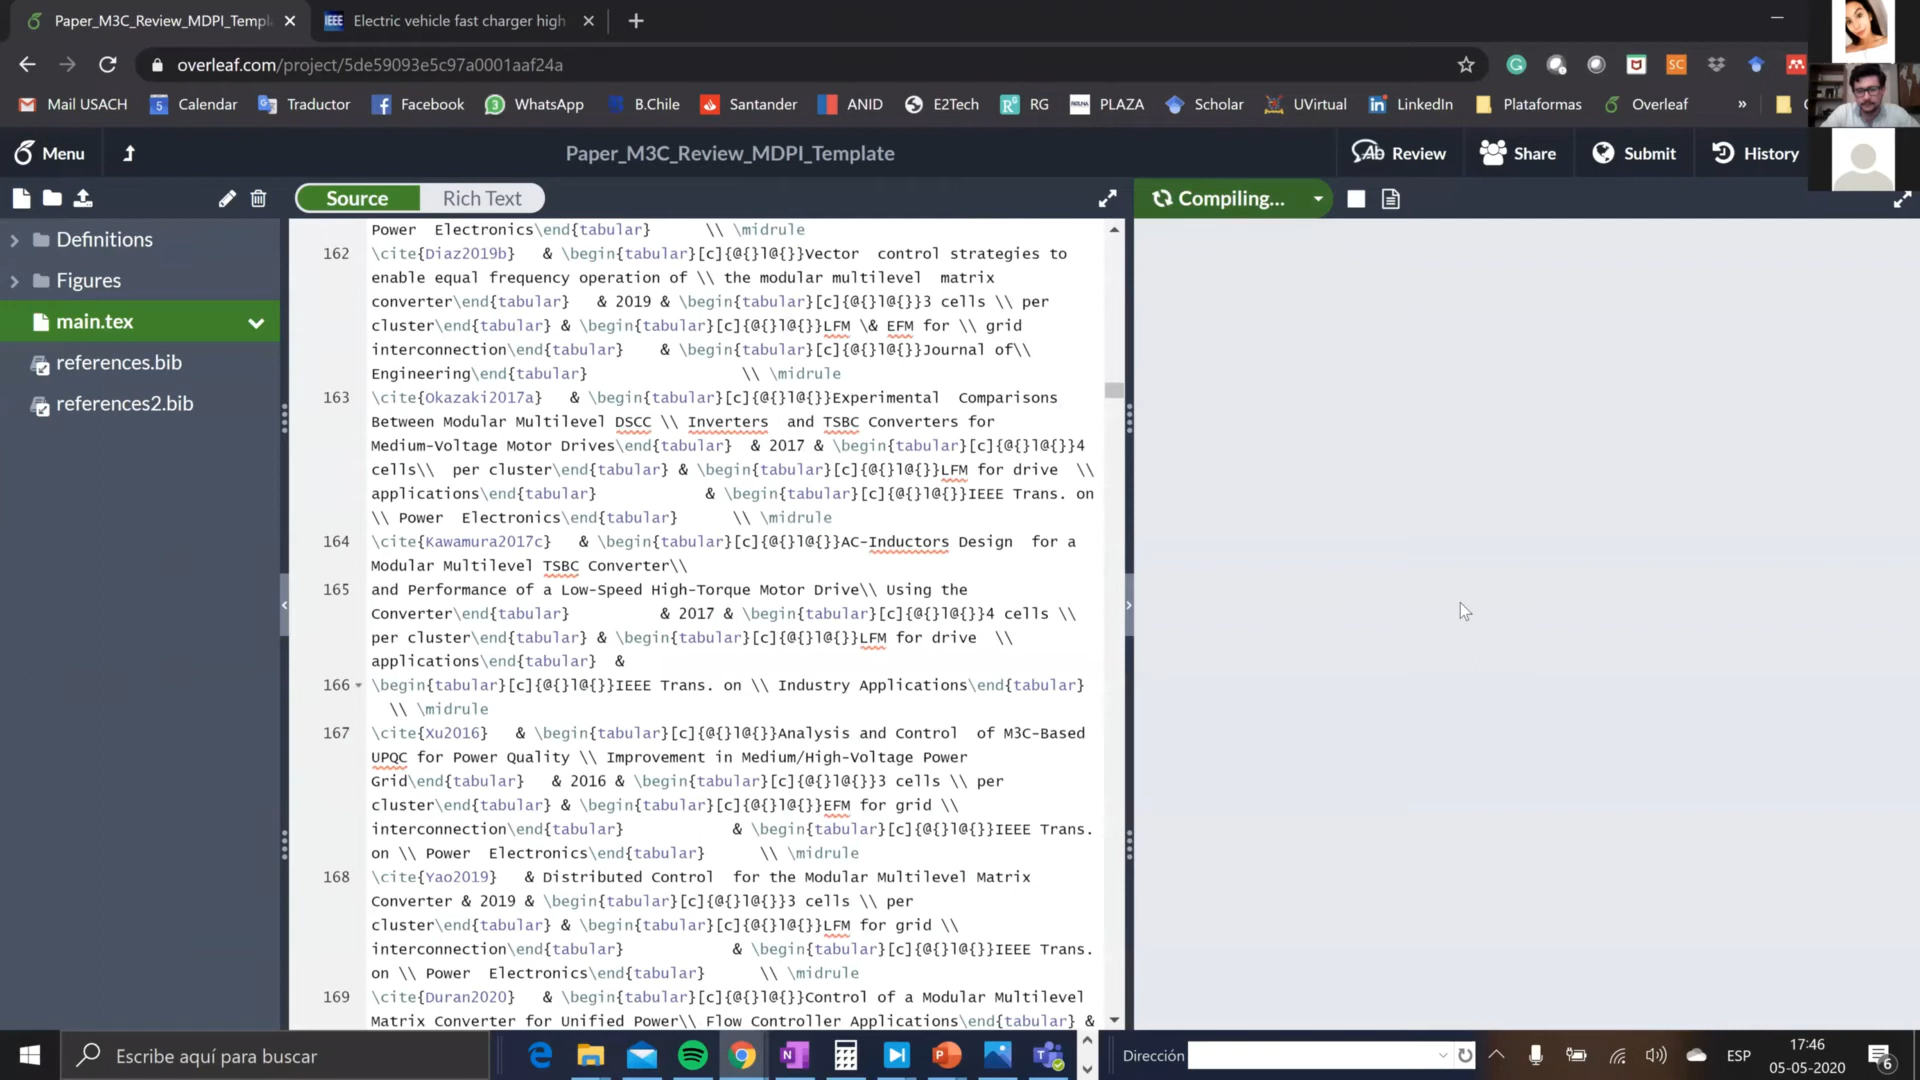 Paper_M3C_Review_MDPI_Templ
IEEE Electric vehicle fast charger high
overleaf.com/project/5de59093e5c97a0001aaf24a
Mail USACH Calendar Traductor Facebook WhatsApp B.Chile Santander ANID E2Tech RG PLAZA Scholar UVirtual LinkedIn Plataformas Overleaf »
Menu Paper_M3C_Review_MDPI_Template Review Share Submit History
Source Rich Text Compiling...
Definitions
Figures
main.tex
references.bib
references2.bib
Power Electronics\end{tabular} \\ \midrule
162 \cite{Diaz2019b} & \begin{tabular}[c]{@{}l@{}}Vector control strategies to
enable equal frequency operation of \\ the modular multilevel matrix
converter\end{tabular} & 2019 & \begin{tabular}[c]{@{}l@{}}3 cells \\ per
cluster\end{tabular} & \begin{tabular}[c]{@{}l@{}}LFM \& EFM for \\ grid
interconnection\end{tabular} & \begin{tabular}[c]{@{}l@{}}Journal of\\
Engineering\end{tabular} \\ \midrule
163 \cite{Okazaki2017a} & \begin{tabular}[c]{@{}l@{}}Experimental Comparisons
Between Modular Multilevel DSCC \\ Inverters and TSBC Converters for
Medium-Voltage Motor Drives\end{tabular} & 2017 & \begin{tabular}[c]{@{}l@{}}4
cells\\ per cluster\end{tabular} & \begin{tabular}[c]{@{}l@{}}LFM for drive \\
applications\end{tabular} & \begin{tabular}[c]{@{}l@{}}IEEE Trans. on
\\ Power Electronics\end{tabular} \\ \midrule
164 \cite{Kawamura2017c} & \begin{tabular}[c]{@{}l@{}}AC-Inductors Design for a
Modular Multilevel TSBC Converter\\
165 and Performance of a Low-Speed High-Torque Motor Drive\\ Using the
Converter\end{tabular} & 2017 & \begin{tabular}[c]{@{}l@{}}4 cells \\
per cluster\end{tabular} & \begin{tabular}[c]{@{}l@{}}LFM for drive \\
applications\end{tabular} &
166 \begin{tabular}[c]{@{}l@{}}IEEE Trans. on \\ Industry Applications\end{tabular}
\\ \midrule
167 \cite{Xu2016} & \begin{tabular}[c]{@{}l@{}}Analysis and Control of M3C-Based
UPQC for Power Quality \\ Improvement in Medium/High-Voltage Power
Grid\end{tabular} & 2016 & \begin{tabular}[c]{@{}l@{}}3 cells \\ per
cluster\end{tabular} & \begin{tabular}[c]{@{}l@{}}EFM for grid \\
interconnection\end{tabular} & \begin{tabular}[c]{@{}l@{}}IEEE Trans.
on \\ Power Electronics\end{tabular} \\ \midrule
168 \cite{Yao2019} & Distributed Control for the Modular Multilevel Matrix
Converter & 2019 & \begin{tabular}[c]{@{}l@{}}3 cells \\ per
cluster\end{tabular} & \begin{tabular}[c]{@{}l@{}}LFM for grid \\
interconnection\end{tabular} & \begin{tabular}[c]{@{}l@{}}IEEE Trans.
on \\ Power Electronics\end{tabular} \\ \midrule
169 \cite{Duran2020} & \begin{tabular}[c]{@{}l@{}}Control of a Modular Multilevel
Matrix Converter for Unified Power\\ Flow Controller Applications\end{tabular} &
Escribe aquí para buscar Dirección ESP 17:46
05-05-2020 6